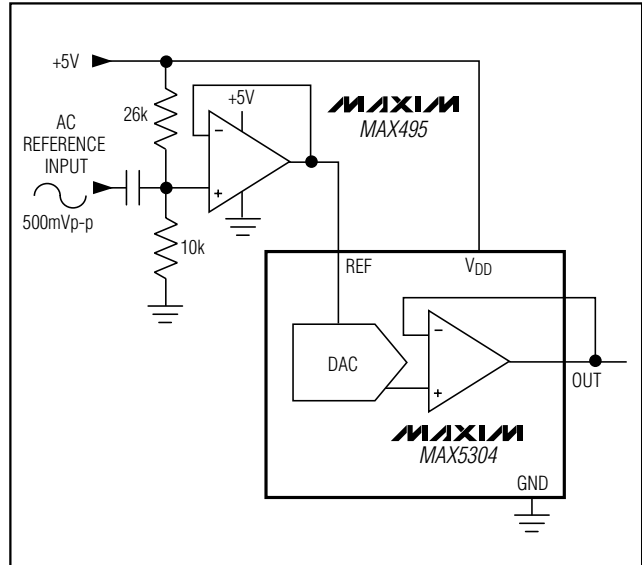 +5V
26k
+5V
MAXIM
MAX495
AC
REFERENCE
INPUT
−
+
500mVp-p
10k
REF
VDD
−
DAC
+
OUT
MAXIM
MAX5304
GND